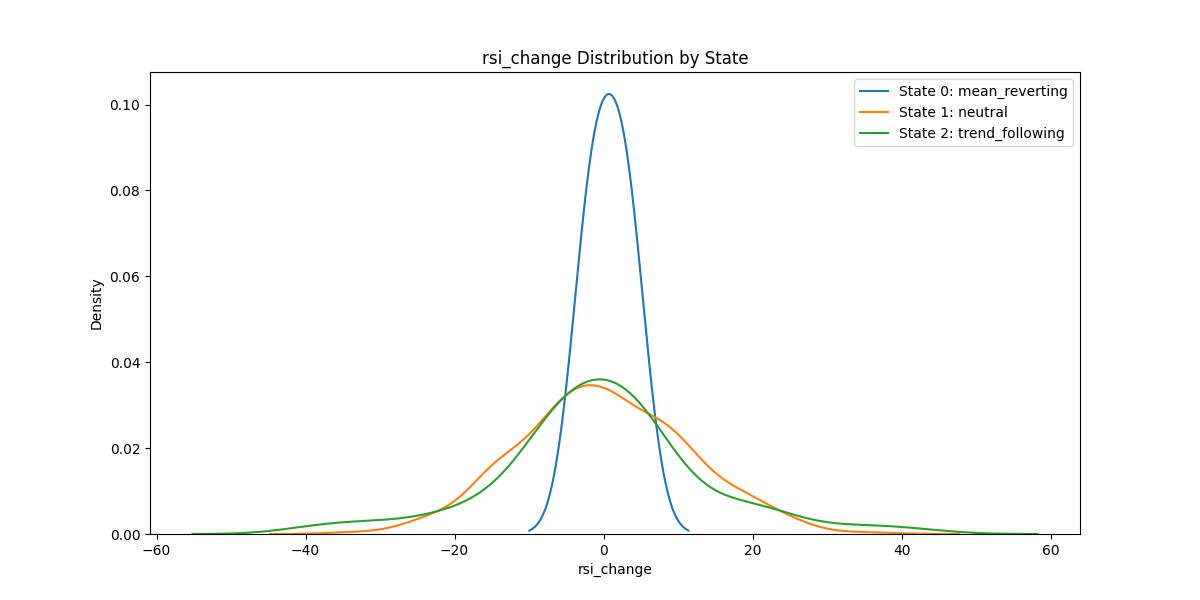 rsi_change Distribution by State
State 0: mean_reverting
State 1: neutral
State 2: trend_following
Density
0.10
0.08
0.06
0.04
0.02
0.00
−60
−40
−20
0
20
40
60
rsi_change